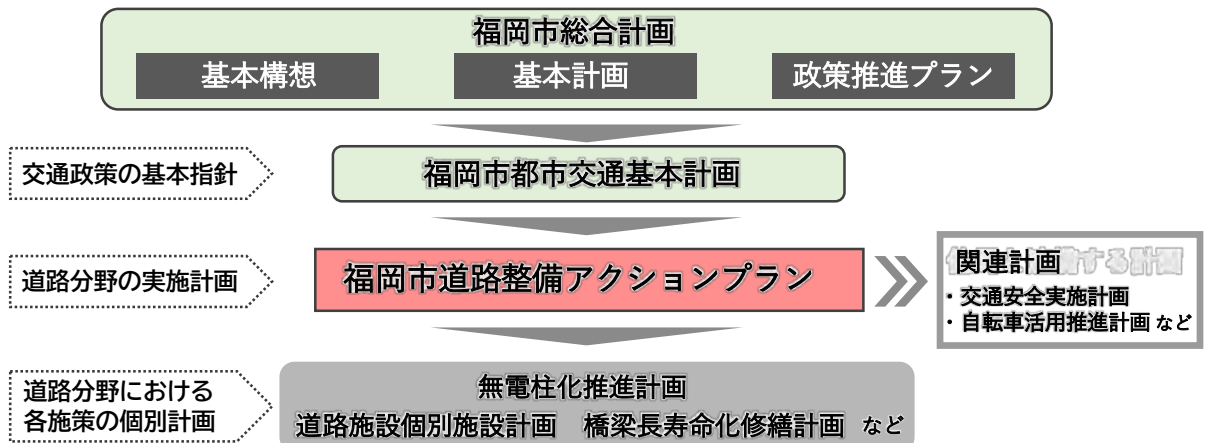 福岡市総合計画
基本構想
基本計画
政策推進プラン
交通政策の基本指針
福岡市都市交通基本計画
道路分野の実施計画
福岡市道路整備アクションプラン
関連計画
・交通安全実施計画
・自転車活用推進計画 など
道路分野における
各施策の個別計画
無電柱化推進計画
道路施設個別施設計画 橋梁長寿命化修繕計画 など